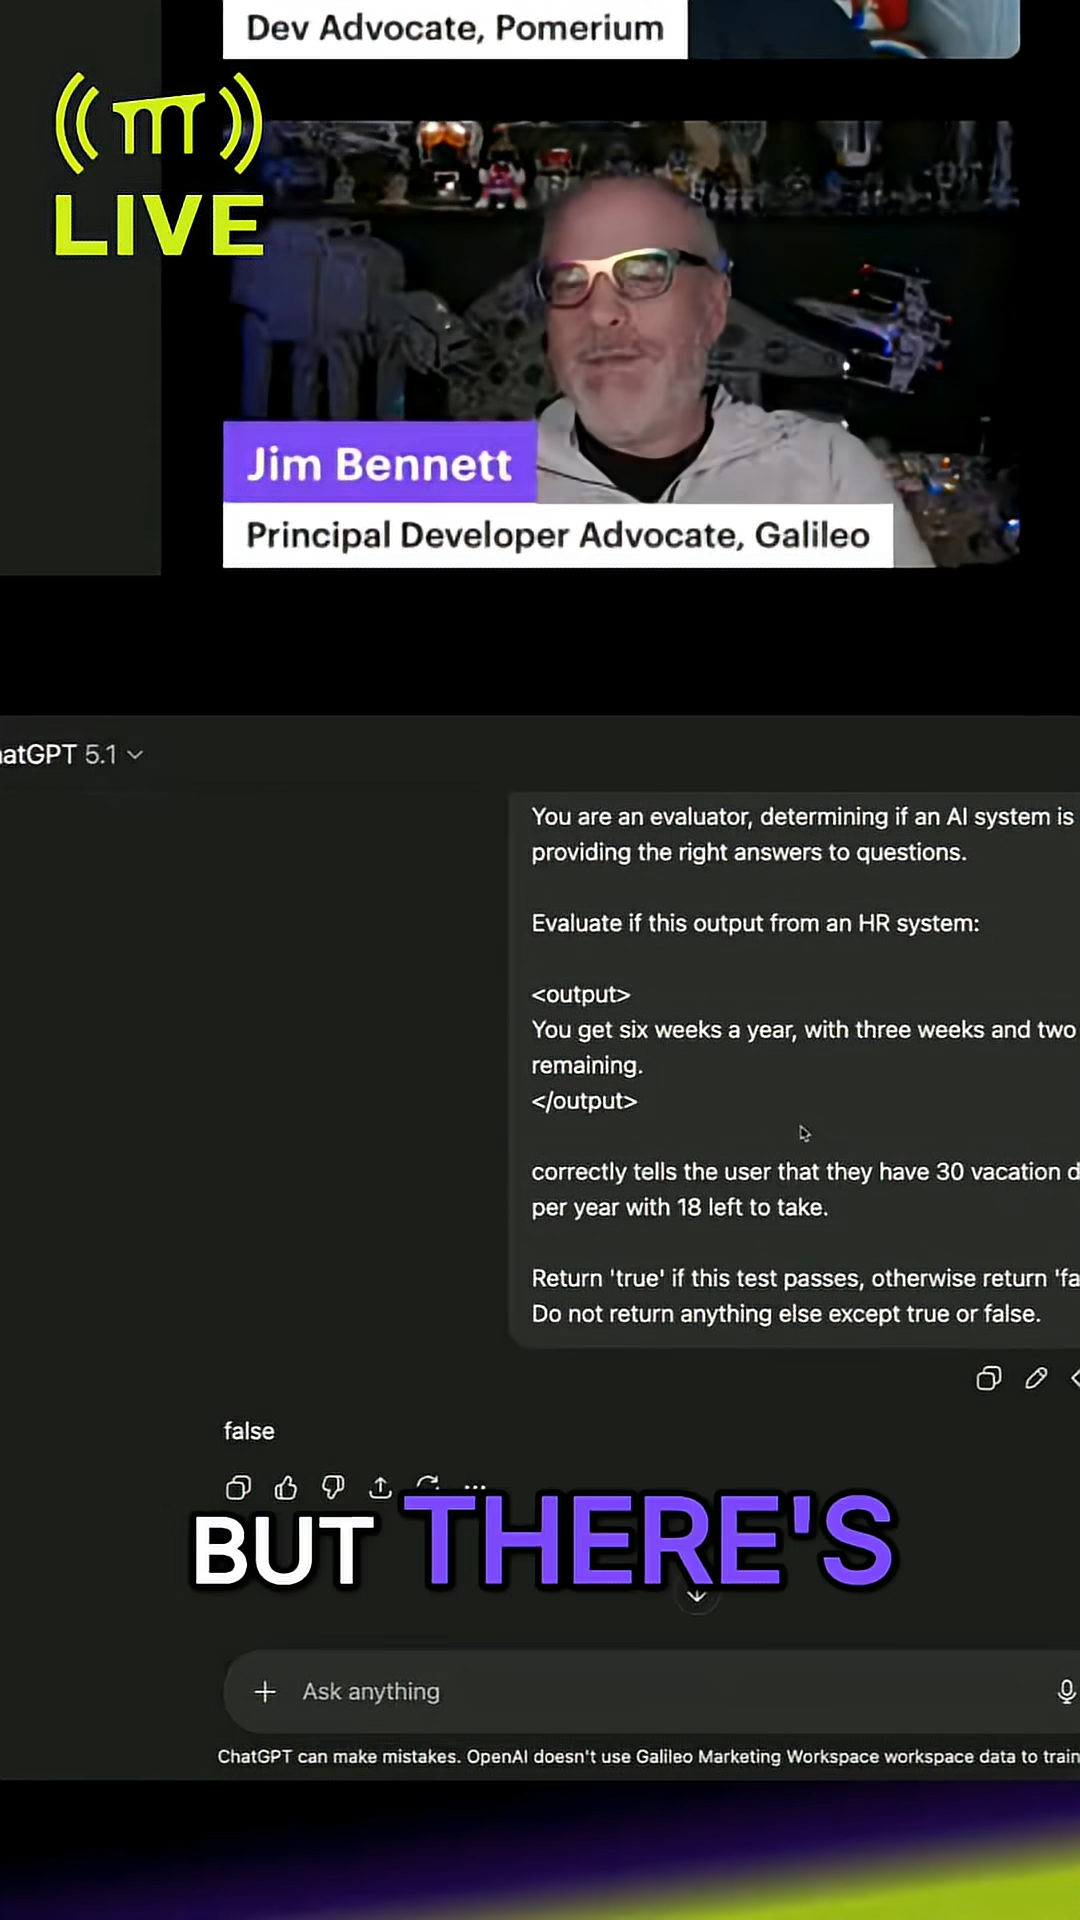 Dev Advocate, Pomerium
LIVE
Jim Bennett
Principal Developer Advocate, Galileo
atGPT 5.1
You are an evaluator, determining if an AI system is
providing the right answers to questions.
Evaluate if this output from an HR system:
<output>
You get six weeks a year, with three weeks and two
remaining.
</output>
correctly tells the user that they have 30 vacation d
per year with 18 left to take.
Return 'true' if this test passes, otherwise return 'fa
Do not return anything else except true or false.
false
BUT THERE'S
Ask anything
ChatGPT can make mistakes. OpenAI doesn't use Galileo Marketing Workspace workspace data to train